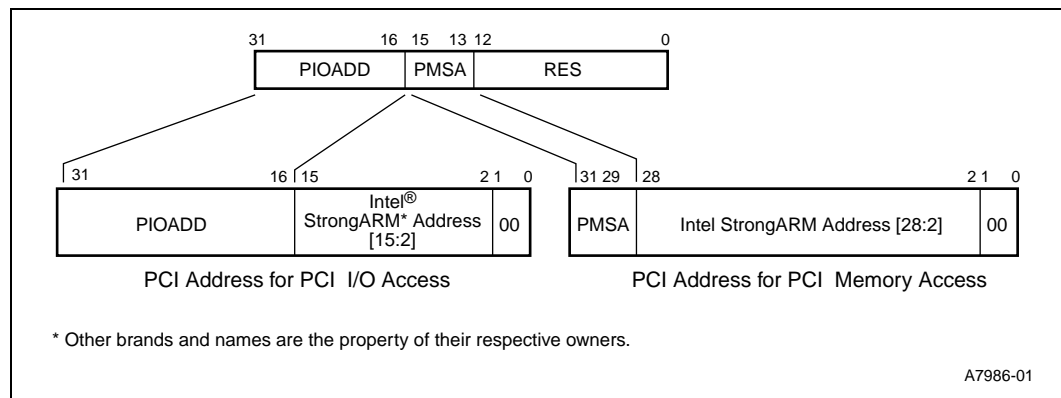 31 16 15 13 12 0
PIOADD PMSA RES
31 16 15 2 1 0 31 29 28 2 1 0
PIOADD Intel® StrongARM* Address [15:2] 00 PMSA Intel StrongARM Address [28:2] 00
PCI Address for PCI I/O Access PCI Address for PCI Memory Access
* Other brands and names are the property of their respective owners.
A7986-01